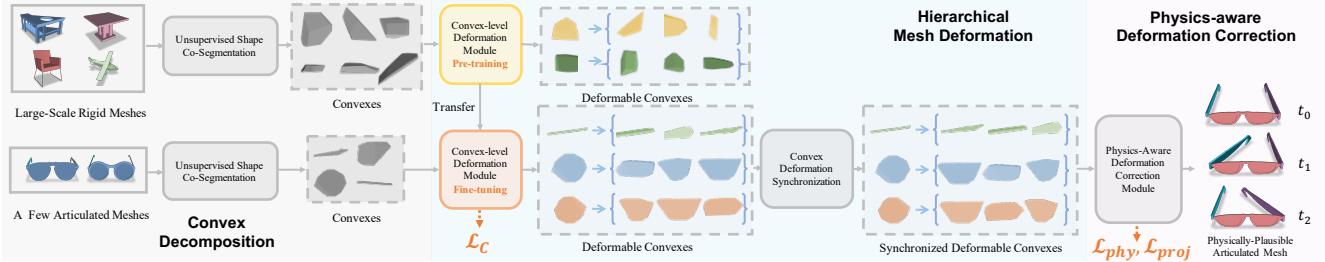 Large-Scale Rigid Meshes
Unsupervised Shape
Co-Segmentation
Convexes
Convex-level
Deformation
Module
Pre-training
Deformable Convexes
Transfer
A Few Articulated Meshes
Unsupervised Shape
Co-Segmentation
Convex
Decomposition
Convexes
Convex-level
Deformation
Module
Fine-tuning
ℒ_C
Deformable Convexes
Convex
Deformation
Synchronization
Hierarchical
Mesh Deformation
Synchronized Deformable Convexes
Physics-aware
Deformation Correction
Physics-Aware
Deformation
Correction
Module
ℒ_phy, ℒ_proj
t_0
t_1
t_2
Physically-Plausible
Articulated Mesh